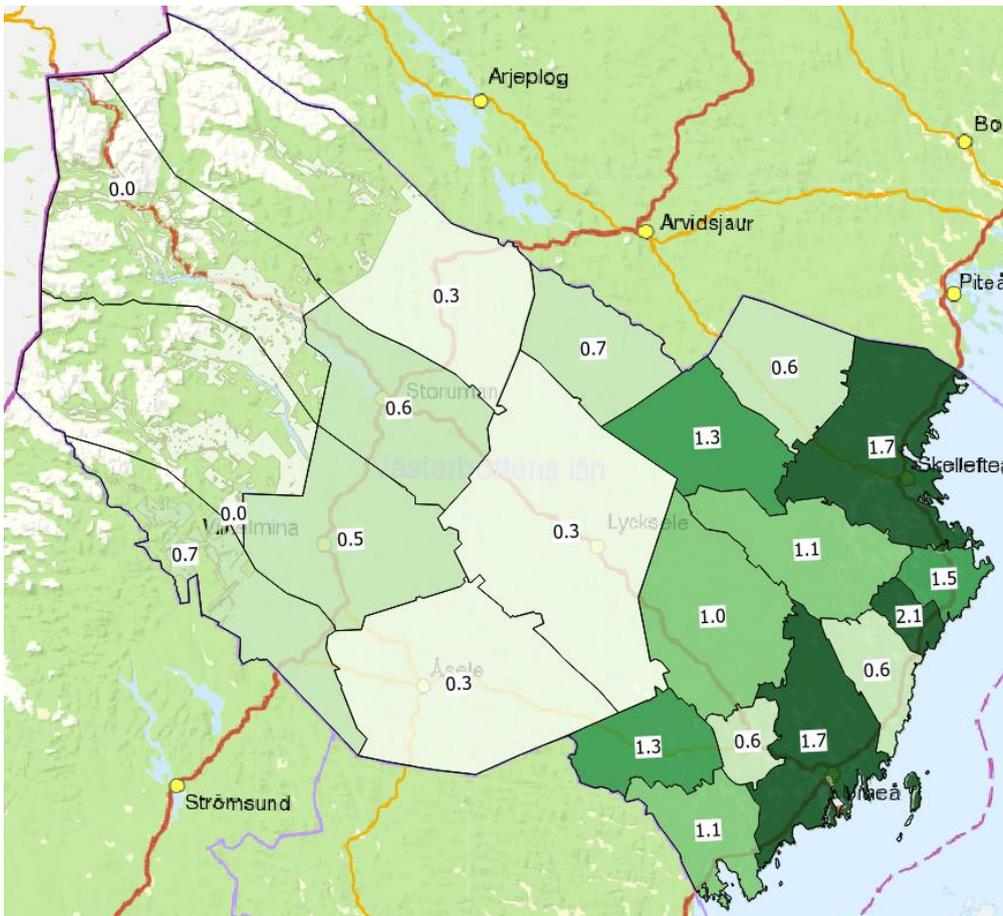 Arjeplog
Bo
0.0
Arvidsjaur
Piteå
0.3
0.7
0.6
0.6
Storuman
1.3
1.7
Skellefteå
Västerbottens län
0.0
Vilhelmina
0.5
0.3
Lycksele
1.1
0.7
1.5
1.0
2.1
0.6
Åsele
0.3
1.3
0.6
1.7
Strömsund
Umeå
1.1